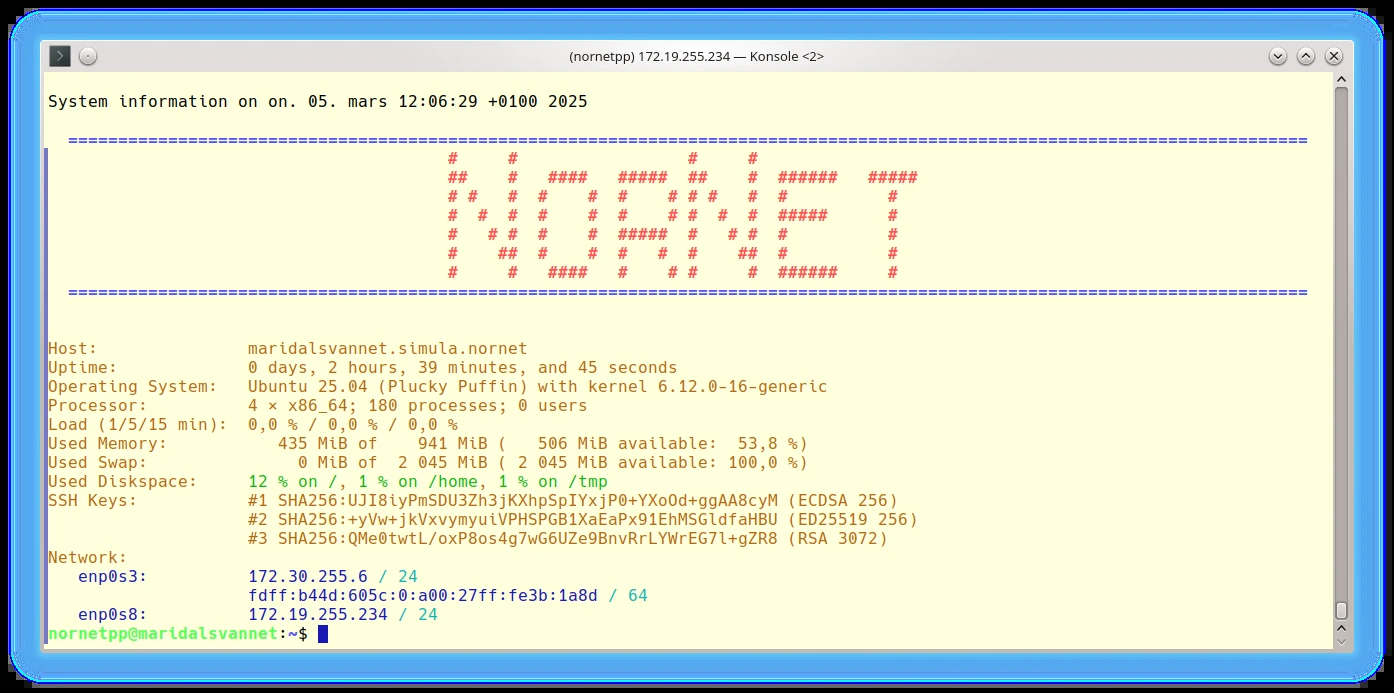 (nornetpp) 172.19.255.234 — Konsole <2>
System information on on. 05. mars 12:06:29 +0100 2025
============================================================================================================================
NORNET
============================================================================================================================
Host:               maridalsvannet.simula.nornet
Uptime:             0 days, 2 hours, 39 minutes, and 45 seconds
Operating System:   Ubuntu 25.04 (Plucky Puffin) with kernel 6.12.0-16-generic
Processor:          4 × x86_64; 180 processes; 0 users
Load (1/5/15 min):  0,0 % / 0,0 % / 0,0 %
Used Memory:           435 MiB of    941 MiB (   506 MiB available:  53,8 %)
Used Swap:               0 MiB of  2 045 MiB ( 2 045 MiB available: 100,0 %)
Used Diskspace:     12 % on /, 1 % on /home, 1 % on /tmp
SSH Keys:           #1 SHA256:UJI8iyPmSDU3Zh3jKXhpSpIYxjP0+YXoOd+ggAA8cyM (ECDSA 256)
                    #2 SHA256:+yVw+jkVxvymyuiVPHSPGB1XaEaPx91EhMSGldfaHBU (ED25519 256)
                    #3 SHA256:QMe0twtL/oxP8os4g7wG6UZe9BnvRrLYWrEG7l+gZR8 (RSA 3072)
Network:
   enp0s3:          172.30.255.6 / 24
                    fdff:b44d:605c:0:a00:27ff:fe3b:1a8d / 64
   enp0s8:          172.19.255.234 / 24
nornetpp@maridalsvannet:~$